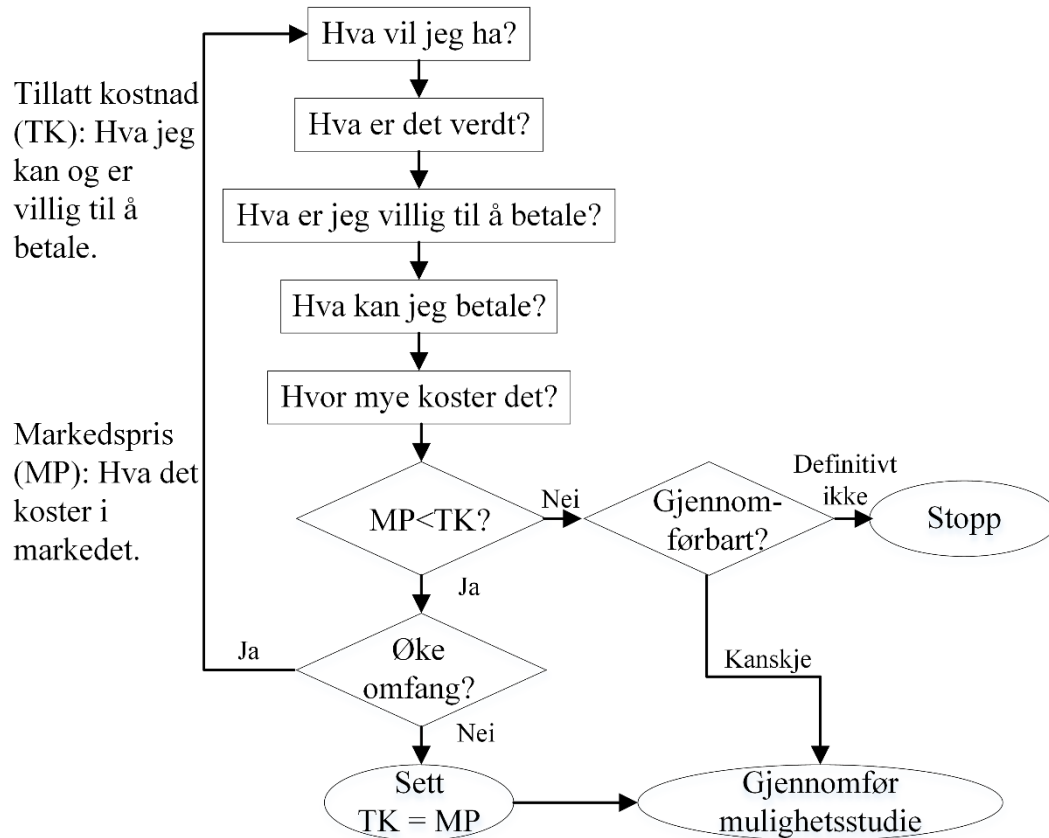 Hva vil jeg ha?
Tillatt kostnad
(TK): Hva jeg
kan og er
villig til å
betale.
Hva er det verdt?
Hva er jeg villig til å betale?
Hva kan jeg betale?
Hvor mye koster det?
Markedspris
(MP): Hva det
koster i
markedet.
MP<TK?
Nei
Gjennom-
førbart?
Definitivt
ikke
Stopp
Ja
Øke
omfang?
Ja
Kanskje
Nei
Sett
TK = MP
Gjennomfør
mulighetsstudie